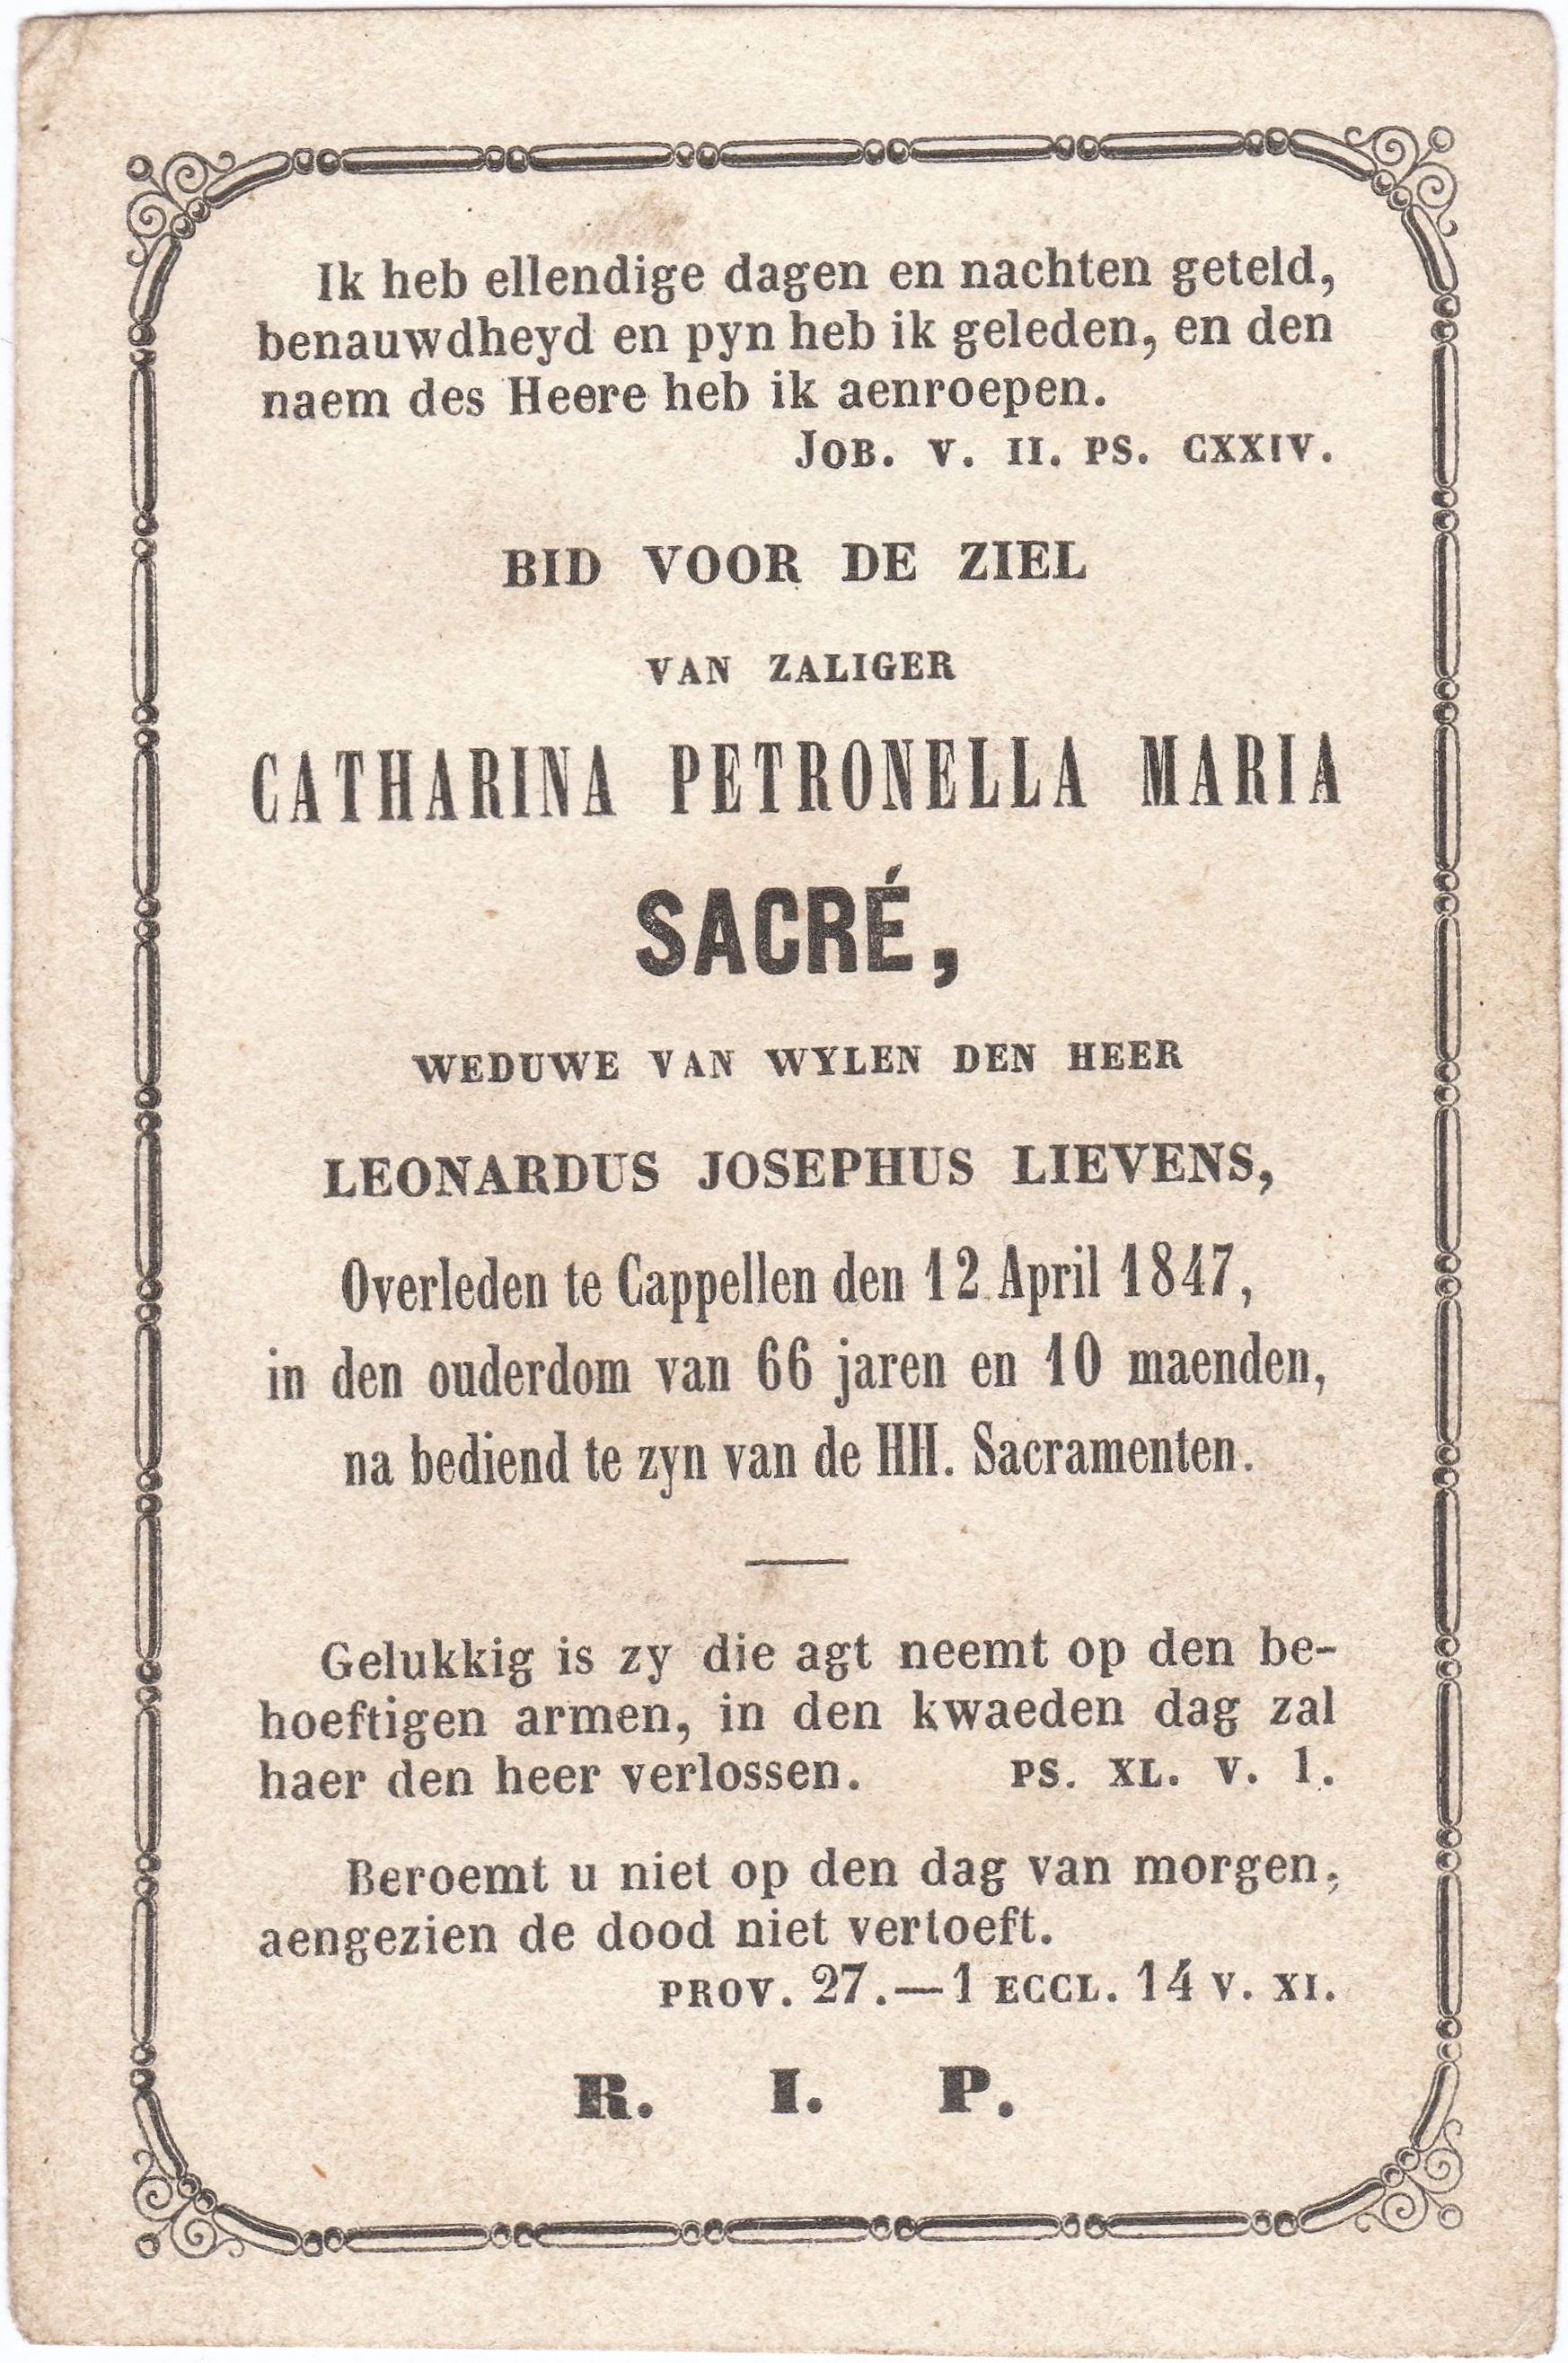 Ik heb ellendige dagen en nachten geteld,
benauwdheyd en pyn heb ik geleden, en den
naem des Heere heb ik aenroepen.
JOB. V. II. PS. CXXIV.
BID VOOR DE ZIEL
VAN ZALIGER
CATHARINA PETRONELLA MARIA
SACRÉ,
WEDUWE VAN WYLEN DEN HEER
LEONARDUS JOSEPHUS LIEVENS,
Overleden te Cappellen den 12 April 1847,
in den ouderdom van 66 jaren en 10 maenden,
na bediend te zyn van de HH. Sacramenten.
Gelukkig is zy die agt neemt op den be-
hoeftigen armen, in den kwaeden dag zal
haer den heer verlossen. PS. XL. V. 1.
Beroemt u niet op den dag van morgen,
aengezien de dood niet vertoeft.
PROV. 27.—1 ECCL. 14 V. XI.
R. I. P.